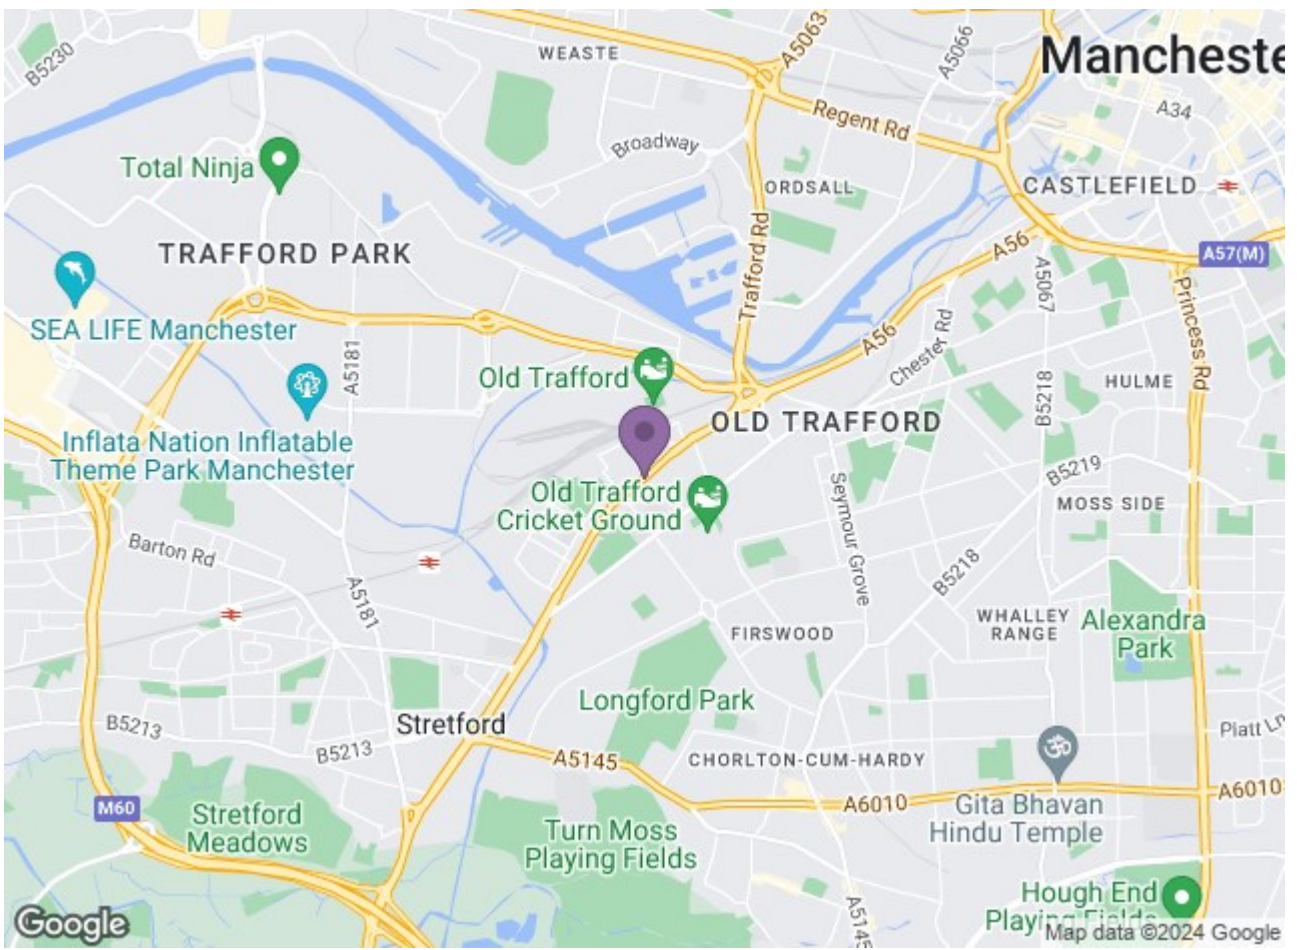 B5230
WEASTE
A5063
A5066
Mancheste
A34
Regent Rd
Broadway
Total Ninja
ORDSALL
CASTLEFIELD
Trafford Rd
TRAFFORD PARK
A56
A5067
A57(M)
Princess Rd
SEA LIFE Manchester
A5181
A56
Chester Rd
Old Trafford
B5218
HULME
OLD TRAFFORD
Inflata Nation Inflatable
Theme Park Manchester
B5219
Old Trafford
Cricket Ground
Seymour Grove
MOSS SIDE
Barton Rd
A5181
B5218
WHALLEY
RANGE
Alexandra
Park
FIRSWOOD
Longford Park
B5213
Stretford
B5213
Platt Ln
A5145
CHORLTON-CUM-HARDY
M60
A6010
A6010
Gita Bhavan
Hindu Temple
Stretford
Meadows
Turn Moss
Playing Fields
Hough End
Playing Fields
A5145
Google
Map data ©2024 Google